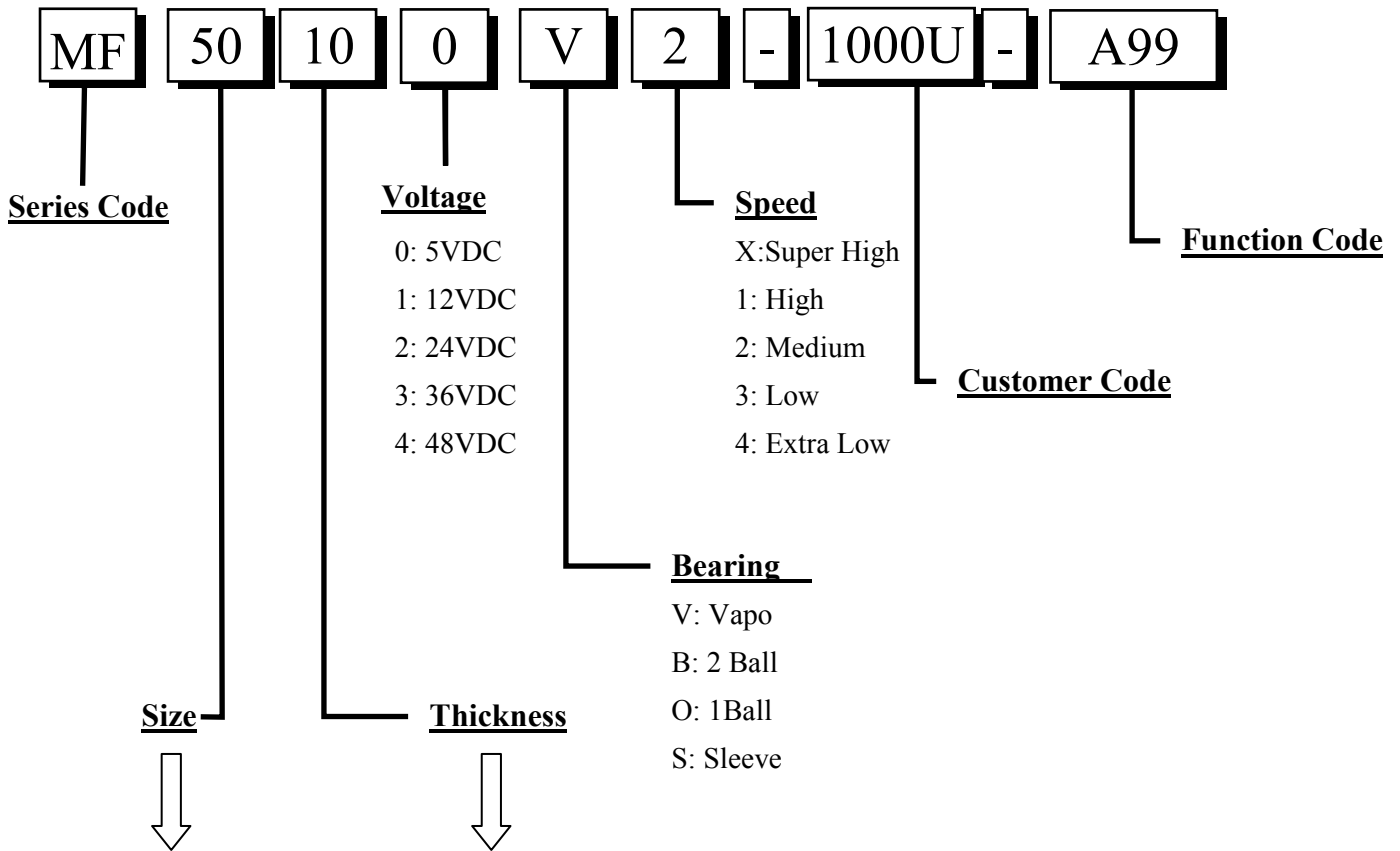 MF 50 10 0 V 2 - 1000U - A99
Series Code
Voltage
0: 5VDC
1: 12VDC
2: 24VDC
3: 36VDC
4: 48VDC
Speed
X:Super High
1: High
2: Medium
3: Low
4: Extra Low
Function Code
Customer Code
Bearing
V: Vapo
B: 2 Ball
O: 1Ball
S: Sleeve
Size
Thickness